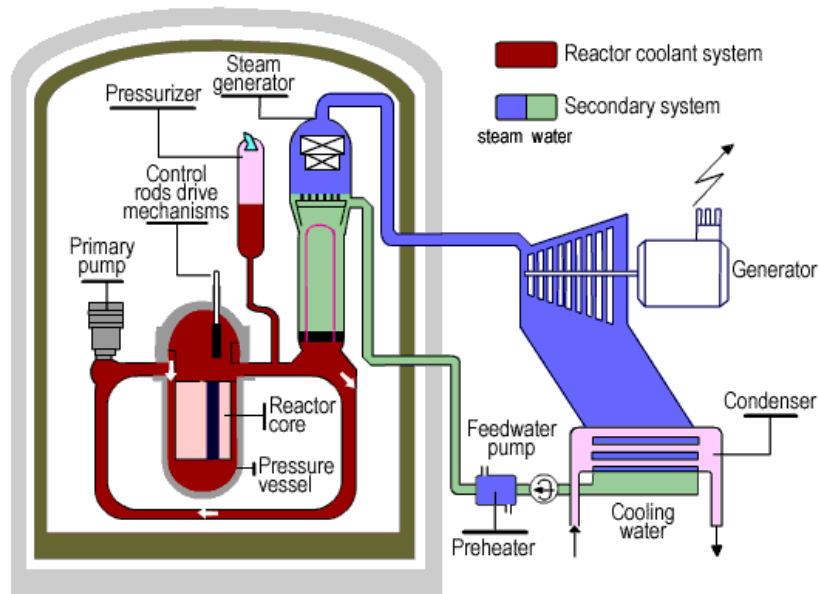 Steam
generator
Reactor coolant system
Pressurizer
Secondary system
steam water
Control
rods drive
mechanisms
Primary
pump
Generator
Reactor
core
Pressure
vessel
Feedwater
pump
Condenser
Cooling
water
Preheater